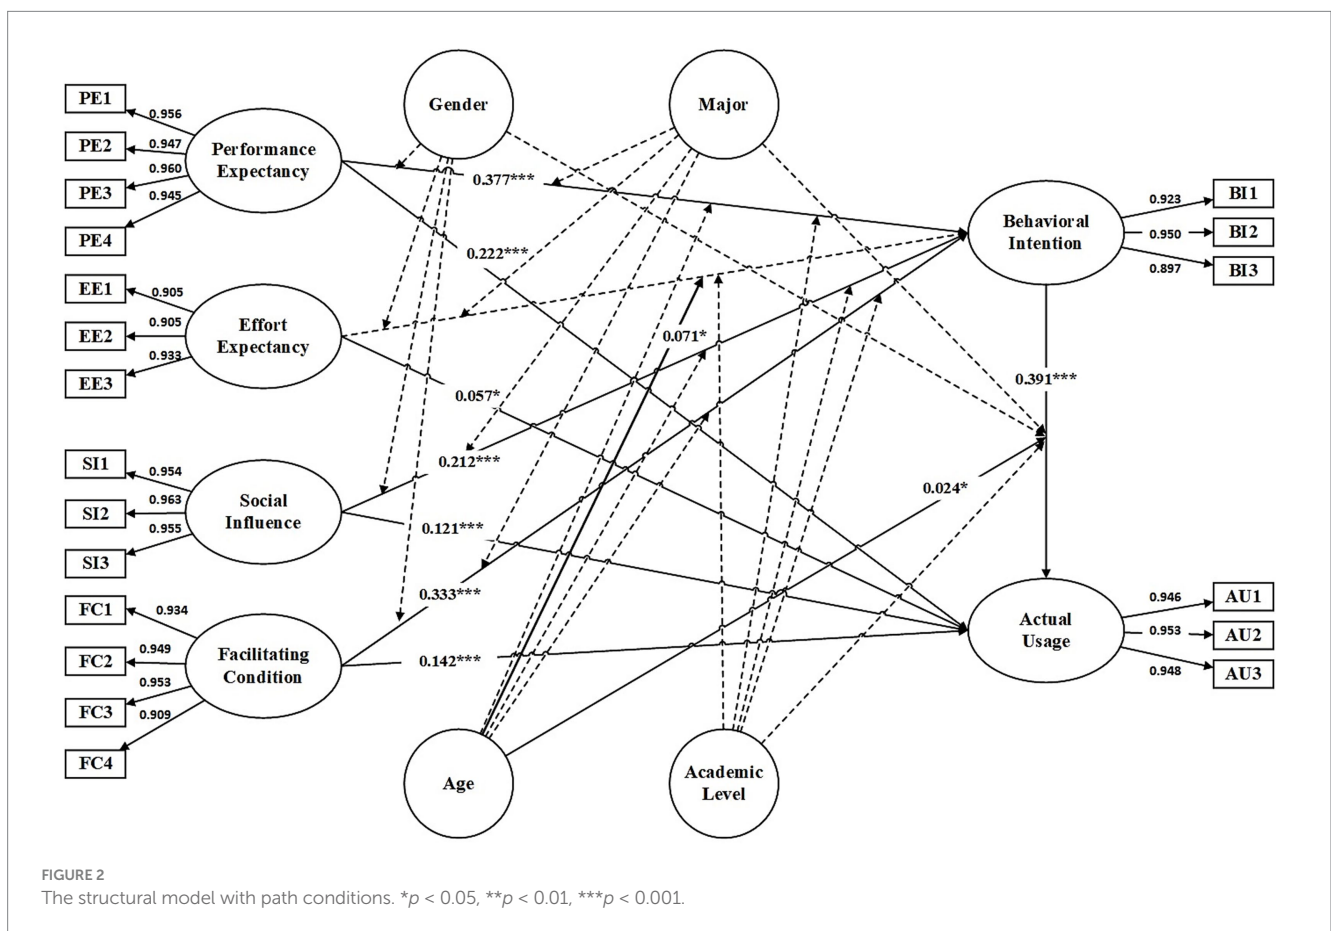 Gender
Major
PE1
PE2
PE3
PE4
0.956
0.947
0.960
0.945
Performance
Expectancy
0.377***
0.222***
EE1
EE2
EE3
0.905
0.905
0.933
Effort
Expectancy
0.071*
0.057*
SI1
SI2
SI3
0.954
0.963
0.955
Social
Influence
0.212***
0.121***
FC1
FC2
FC3
FC4
0.934
0.949
0.953
0.909
Facilitating
Condition
0.333***
0.142***
Age
Academic
Level
Behavioral
Intention
0.923
0.950
0.897
BI1
BI2
BI3
0.391***
0.024*
Actual
Usage
0.946
0.953
0.948
AU1
AU2
AU3
FIGURE 2
The structural model with path conditions. *p < 0.05, **p < 0.01, ***p < 0.001.